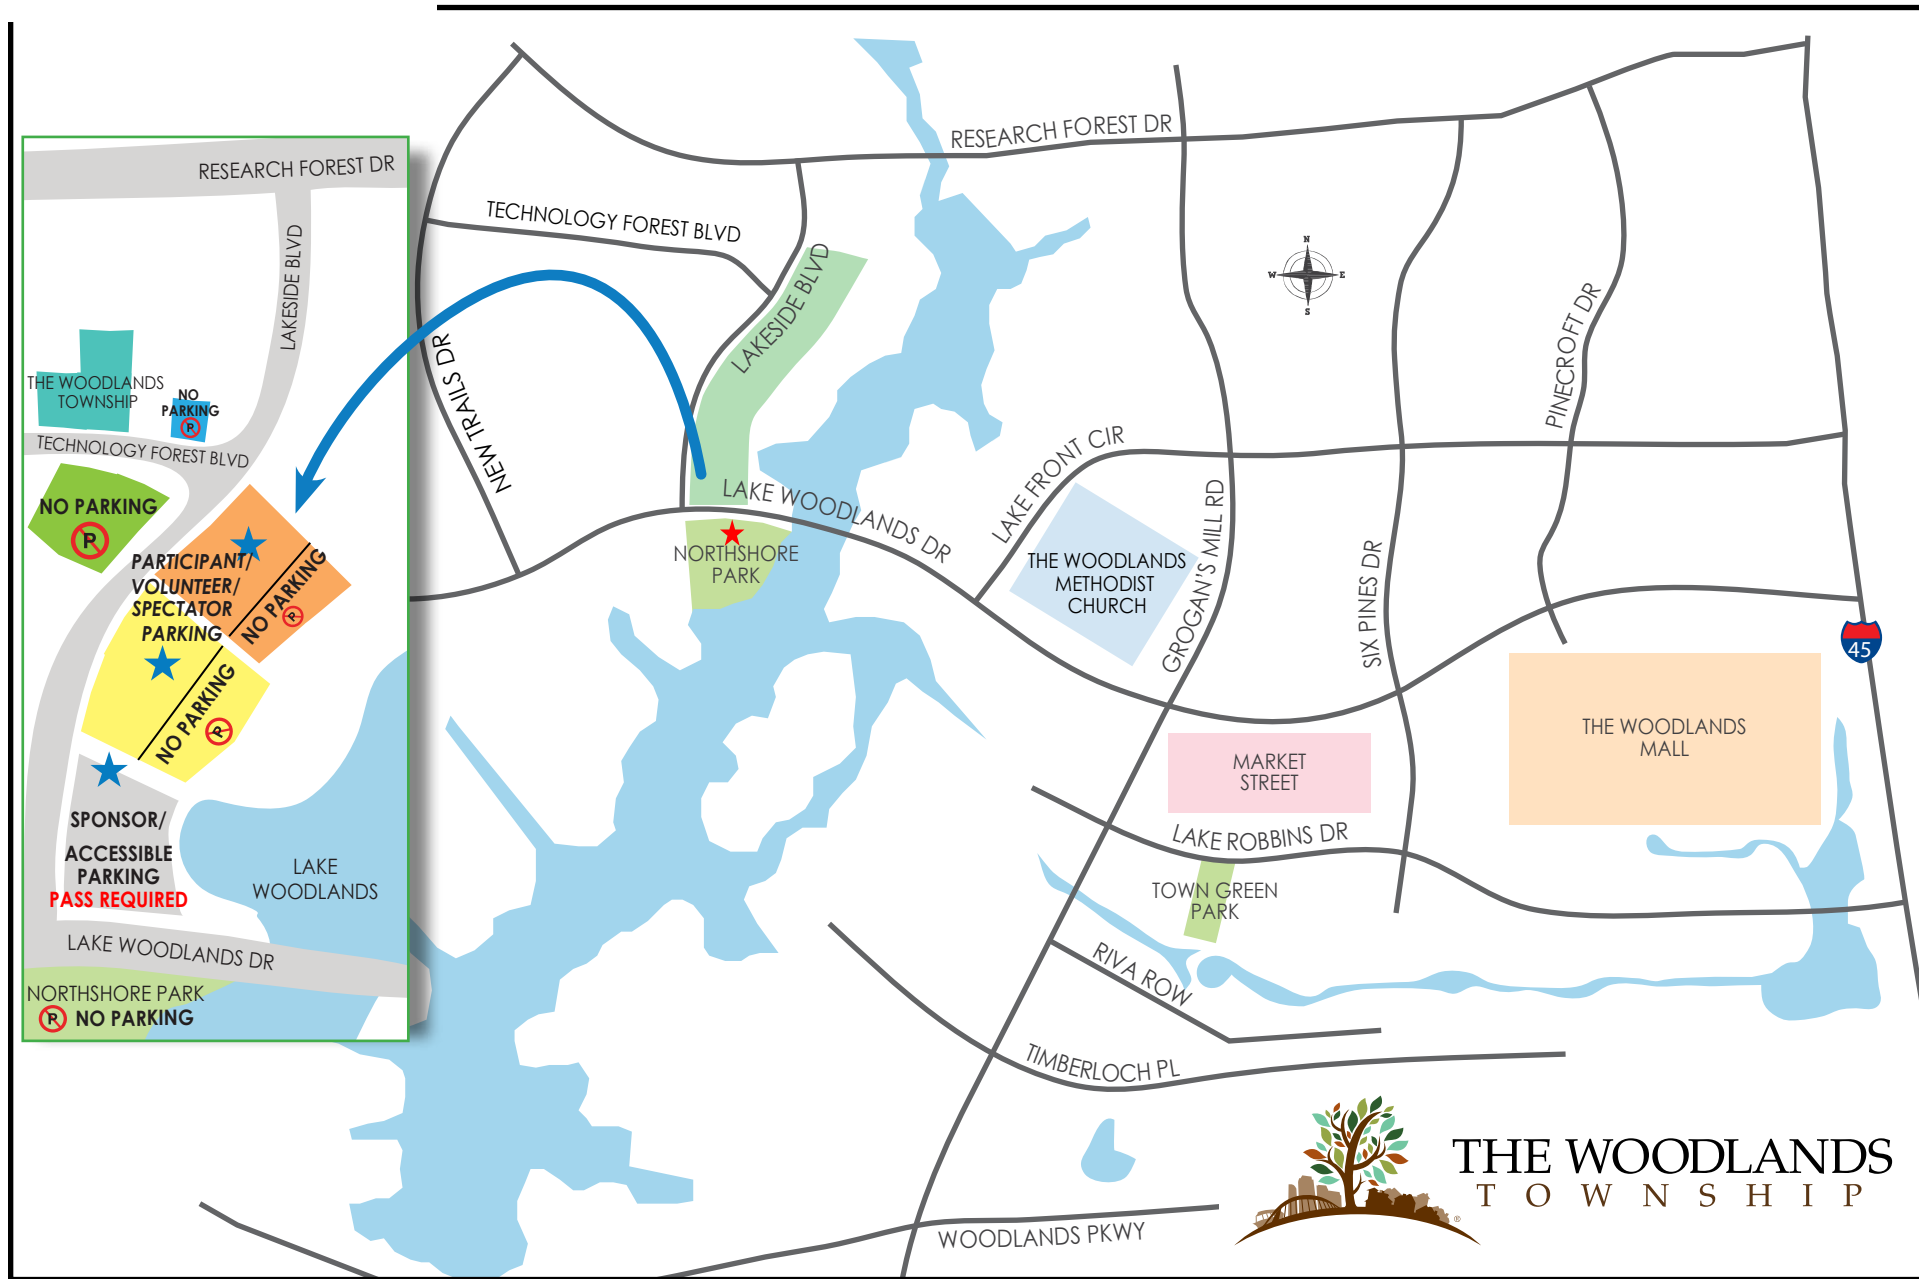 RESEARCH FOREST DR
LAKESIDE BLVD
THE WOODLANDS
TOWNSHIP
NO
PARKING
P
TECHNOLOGY FOREST BLVD
NO PARKING
P
PARTICIPANT/
VOLUNTEER/
SPECTATOR
PARKING
NO PARKING
P
NO PARKING
P
SPONSOR/
ACCESSIBLE
PARKING
PASS REQUIRED
LAKE
WOODLANDS
LAKE WOODLANDS DR
NORTHSHORE PARK
P NO PARKING
RESEARCH FOREST DR
TECHNOLOGY FOREST BLVD
LAKESIDE BLVD
NEW TRAILS DR
LAKE WOODLANDS DR
NORTHSHORE
PARK
LAKE FRONT CIR
THE WOODLANDS
METHODIST
CHURCH
GROGAN'S MILL RD
N
W
E
S
SIX PINES DR
PINECROFT DR
45
THE WOODLANDS
MALL
MARKET
STREET
LAKE ROBBINS DR
TOWN GREEN
PARK
RIVA ROW
TIMBERLOCH PL
WOODLANDS PKWY
THE WOODLANDS
TOWNSHIP
®